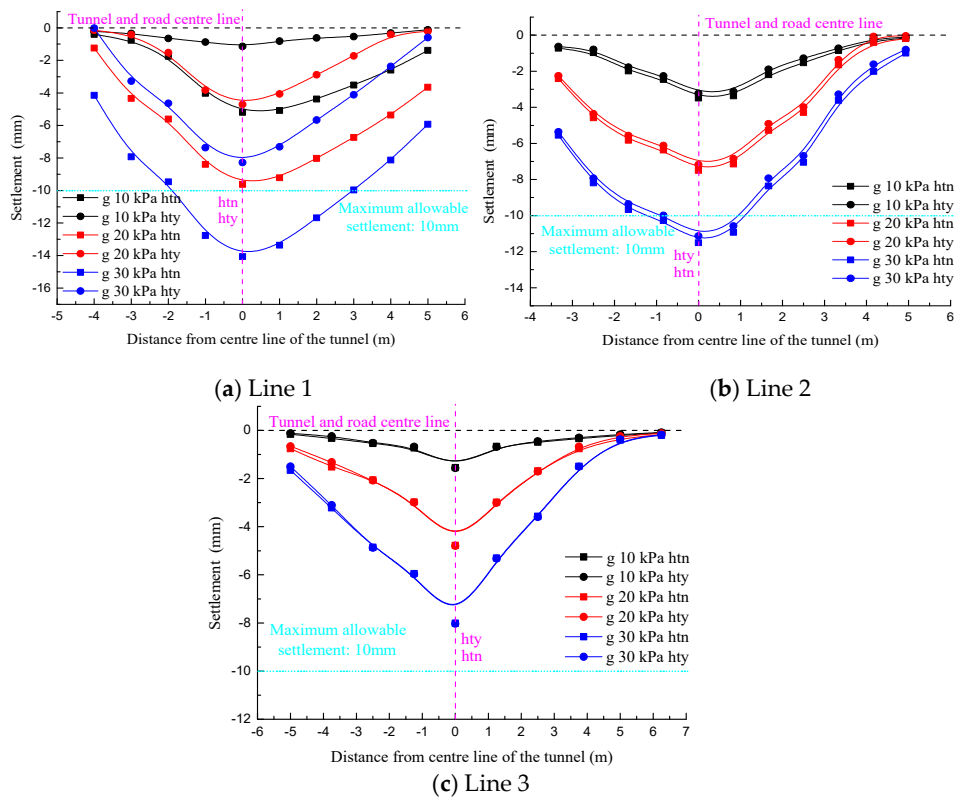 Tunnel and road centre line
0
-2
-4
-6
-8
-10
-12
-14
-16
Settlement (mm)
g 10 kPa htn
g 10 kPa hty
g 20 kPa htn
g 20 kPa hty
g 30 kPa htn
g 30 kPa hty
htn
hty
Maximum allowable
settlement: 10mm
-5 -4 -3 -2 -1 0 1 2 3 4 5 6
Distance from centre line of the tunnel (m)
(a) Line 1
Tunnel and road centre line
0
-2
-4
-6
-8
-10
-12
-14
Settlement (mm)
Maximum allowable
settlement: 10mm
hty
htn
g 10 kPa htn
g 10 kPa hty
g 20 kPa htn
g 20 kPa hty
g 30 kPa htn
g 30 kPa hty
-4 -3 -2 -1 0 1 2 3 4 5 6
Distance from centre line of the tunnel (m)
(b) Line 2
Tunnel and road centre line
0
-2
-4
-6
-8
-10
-12
Settlement (mm)
Maximum allowable
settlement: 10mm
hty
htn
g 10 kPa htn
g 10 kPa hty
g 20 kPa htn
g 20 kPa hty
g 30 kPa htn
g 30 kPa hty
-6 -5 -4 -3 -2 -1 0 1 2 3 4 5 6 7
Distance from centre line of the tunnel (m)
(c) Line 3